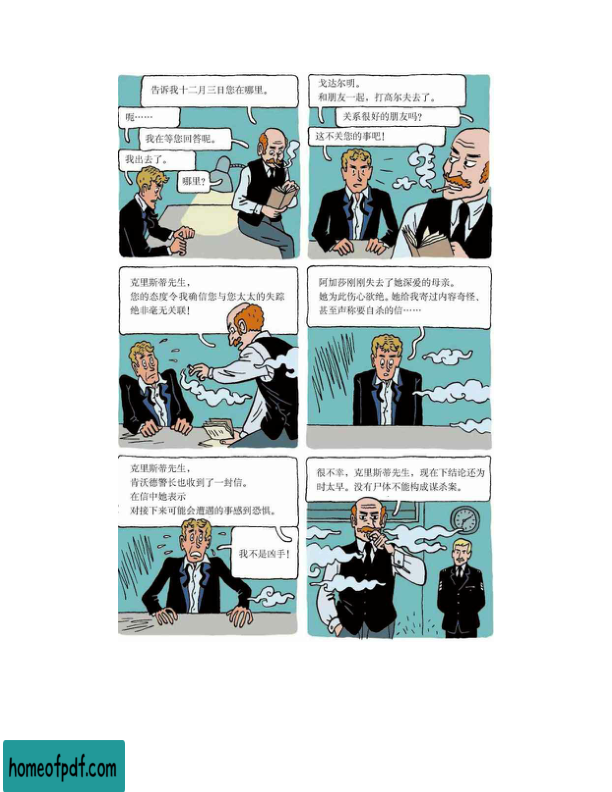 告诉我十二月三日您在哪里。
呃……
我在等您回答呢。
我出去了。
哪里?
戈达尔明。
和朋友一起，打高尔夫去了。
关系很好的朋友吗?
这不关您的事吧!
克里斯蒂先生，
您的态度令我确信您与您太太的失踪
绝非毫无关联!
阿加莎刚刚失去了她深爱的母亲。
她为此伤心欲绝。她给我寄过内容奇怪、
甚至声称要自杀的信……
克里斯蒂先生，
肯沃德警长也收到了一封信。
在信中她表示
对接下来可能会遭遇的事感到恐惧。
我不是凶手!
很不幸，克里斯蒂先生，现在下结论还为
时太早。没有尸体不能构成谋杀案。
homeofpdf.com